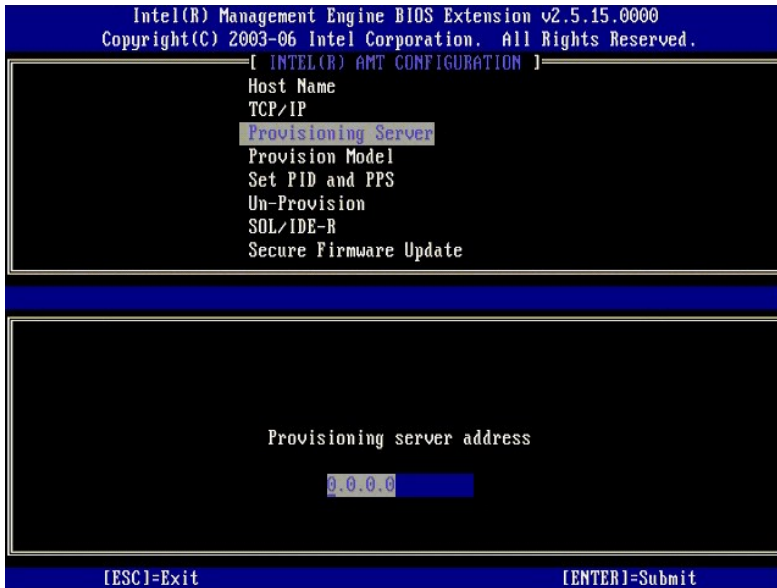 Intel(R) Management Engine BIOS Extension v2.5.15.0000
Copyright(C) 2003-06 Intel Corporation. All Rights Reserved.
[ INTEL(R) AMT CONFIGURATION ]
Host Name
TCP/IP
Provisioning Server
Provision Model
Set PID and PPS
Un-Provision
SOL/IDE-R
Secure Firmware Update
Provisioning server address
0.0.0.0
[ESC]=Exit [ENTER]=Submit